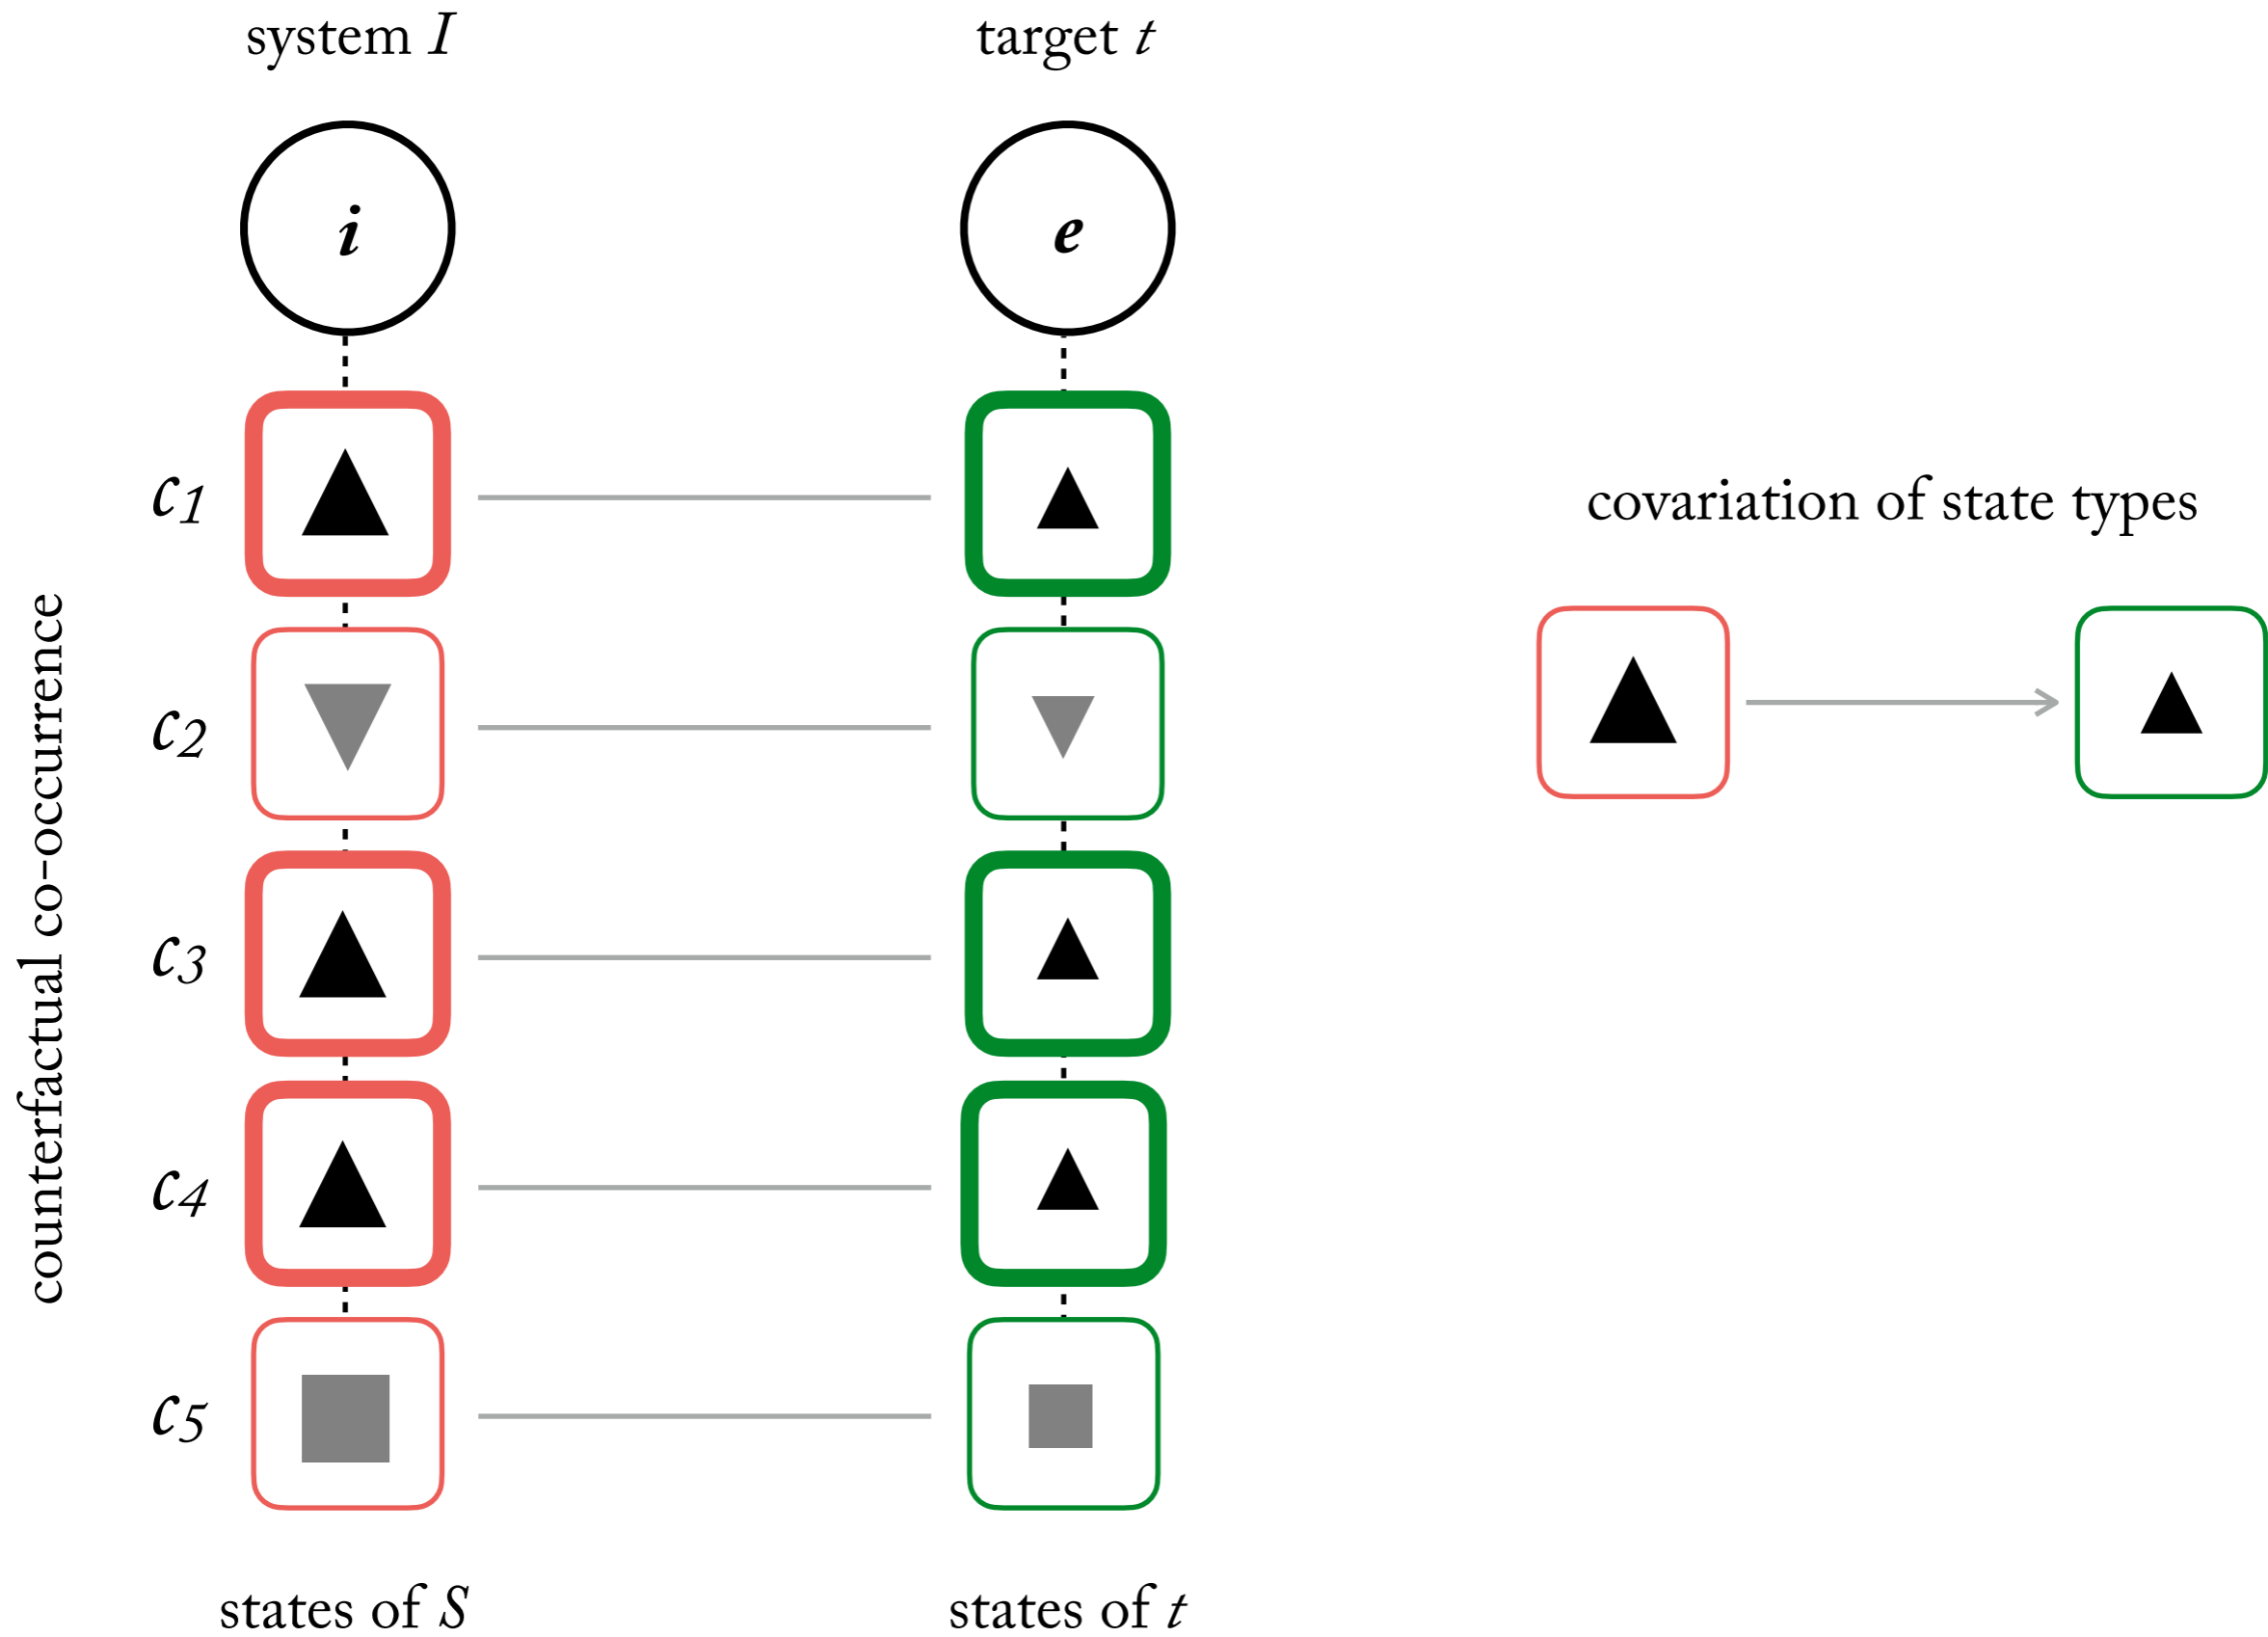 system I
target t
i
e
c1
covariation of state types
c2
counterfactual co-occurrence
c3
c4
c5
states of S
states of t